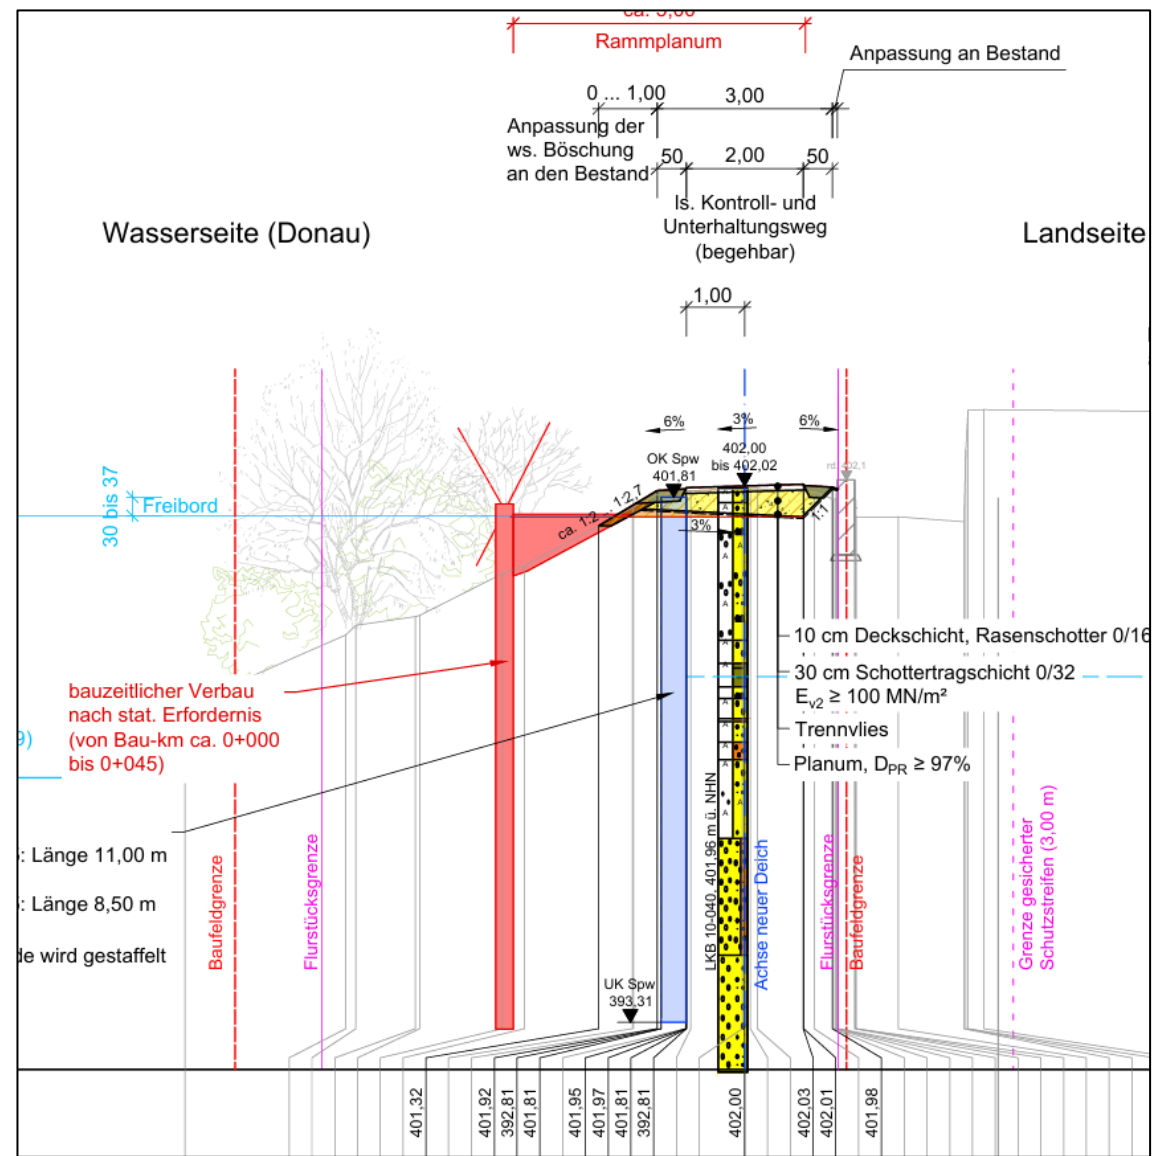 Rammplanum
Anpassung an Bestand
0 ... 1,00
3,00
Anpassung der
ws. Böschung
an den Bestand
50
2,00
50
ls. Kontroll- und
Unterhaltungsweg
(begehbar)
Wasserseite (Donau)
Landseite
1,00
6%
3%
6%
402,00
bis 402,02
OK Spw
401,81
rd. 402,1
30 bis 37
Freibord
ca. 1:2 ... 1:2,7
3%
1:1
10 cm Deckschicht, Rasenschotter 0/16
30 cm Schottertragschicht 0/32
Ev2 ≥ 100 MN/m²
Trennvlies
Planum, DPR ≥ 97%
bauzeitlicher Verbau
nach stat. Erfordernis
(von Bau-km ca. 0+000
bis 0+045)
9)
: Länge 11,00 m
: Länge 8,50 m
de wird gestaffelt
Baufeldgrenze
Flurstücksgrenze
LKB 10-040, 401,96 m ü. NHN
Achse neuer Deich
Flurstücksgrenze
Baufeldgrenze
Grenze gesicherter
Schutzstreifen (3,00 m)
UK Spw
393,31
401,32
401,92
392,81
401,81
401,95
401,97
401,81
392,81
402,00
402,03
402,01
401,98